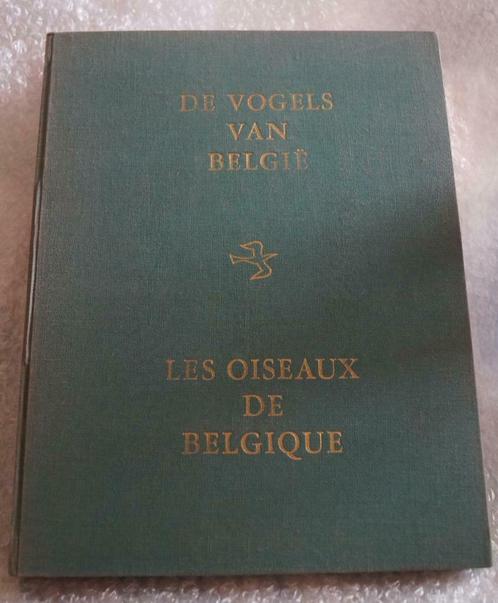 DE VOGELS
VAN
BELGIË
LES OISEAUX
DE
BELGIQUE